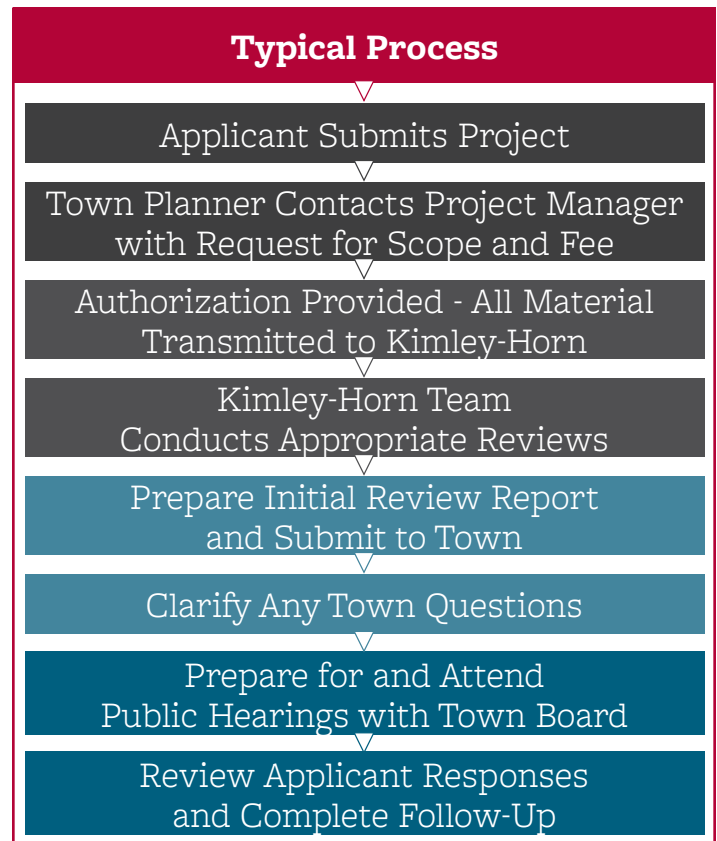 Typical Process
Applicant Submits Project
Town Planner Contacts Project Manager
with Request for Scope and Fee
Authorization Provided - All Material
Transmitted to Kimley-Horn
Kimley-Horn Team
Conducts Appropriate Reviews
Prepare Initial Review Report
and Submit to Town
Clarify Any Town Questions
Prepare for and Attend
Public Hearings with Town Board
Review Applicant Responses
and Complete Follow-Up